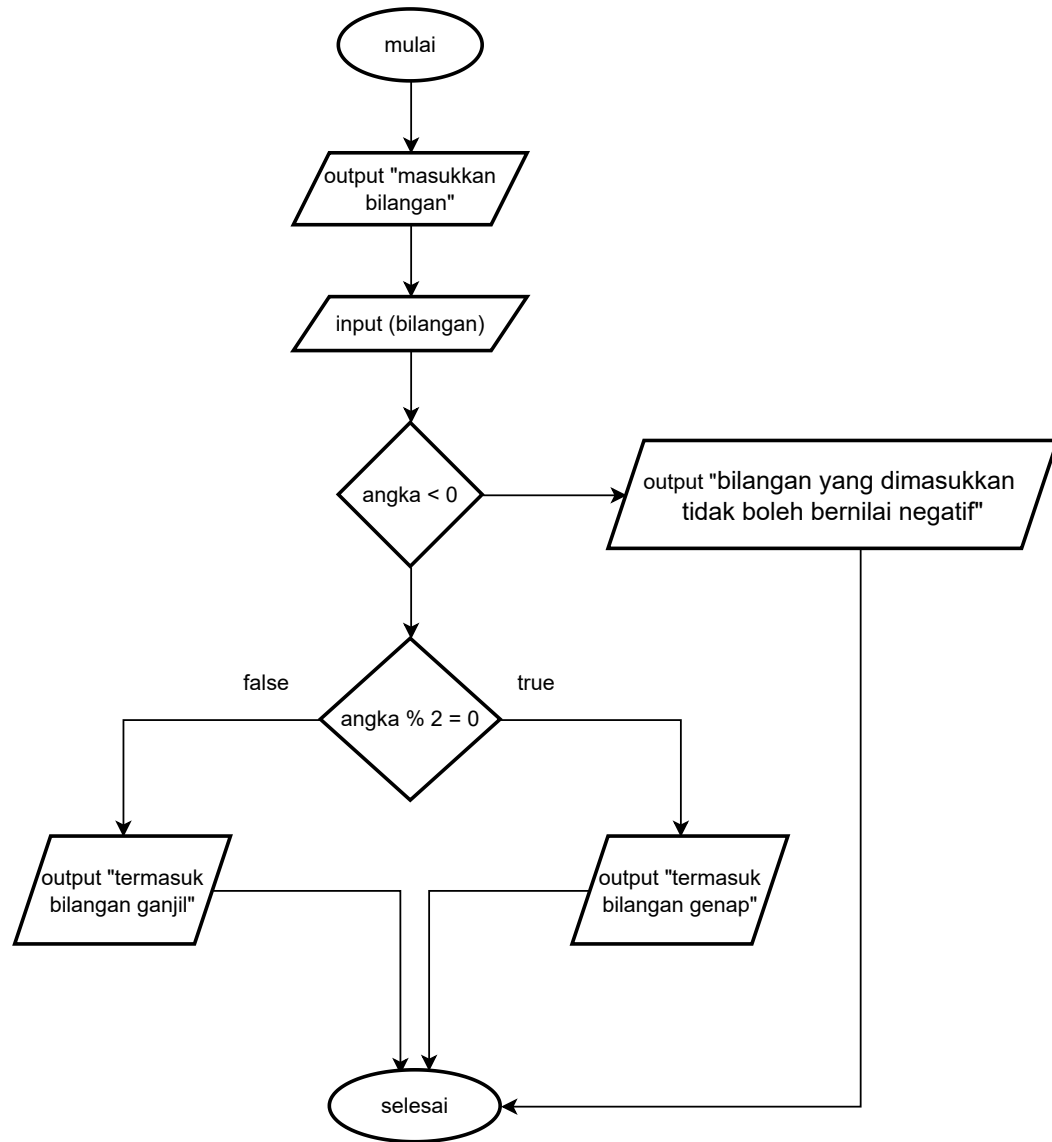 mulai
output "masukkan
bilangan"
input (bilangan)
angka < 0
output "bilangan yang dimasukkan
tidak boleh bernilai negatif"
false
true
angka % 2 = 0
output "termasuk
bilangan ganjil"
output "termasuk
bilangan genap"
selesai